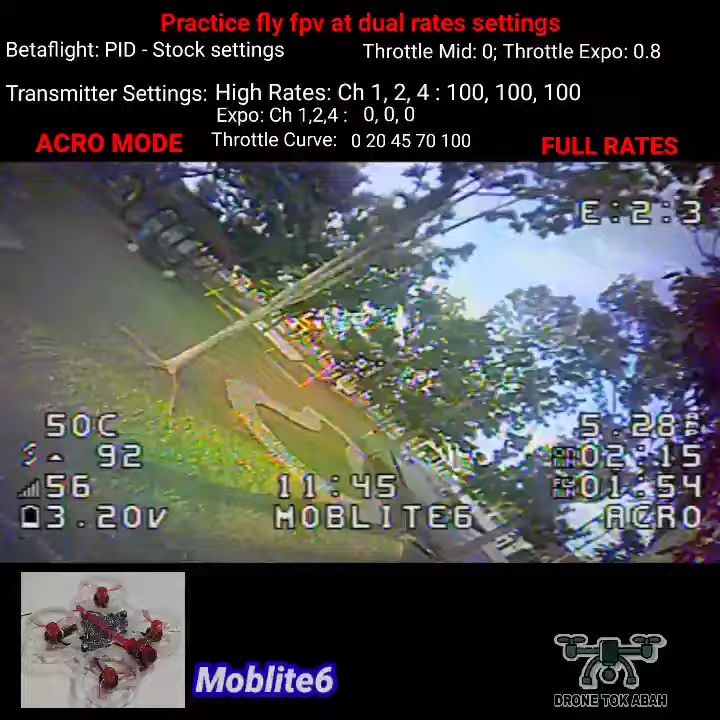 Practice fly fpv at dual rates settings
Betaflight: PID - Stock settings Throttle Mid: 0; Throttle Expo: 0.8
Transmitter Settings: High Rates: Ch 1, 2, 4 : 100, 100, 100
Expo: Ch 1,2,4 : 0, 0, 0
ACRO MODE Throttle Curve: 0 20 45 70 100 FULL RATES
E:2:3
50C 5.28
92 02:15
56 11:45 01:54
3.20V MOBLITE6 ACRO
Moblite6
DRONE TOK ABAH